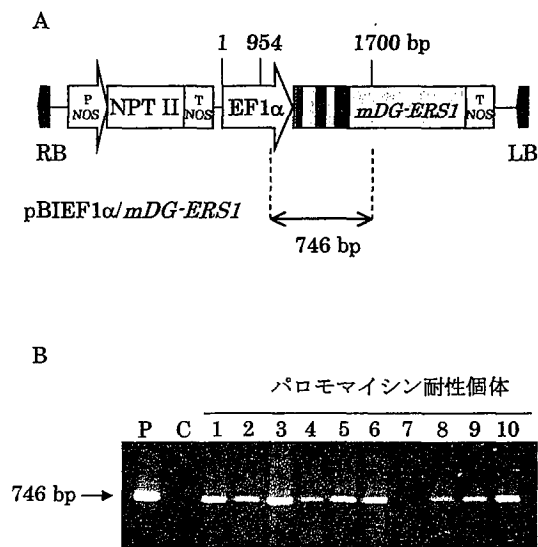 A
1 954 1700 bp
P NOS NPT II T NOS EF1α mDG-ERS1 T NOS
RB LB
pBIEF1α/mDG-ERS1
746 bp
B
パロモマイシン耐性個体
P C 1 2 3 4 5 6 7 8 9 10
746 bp